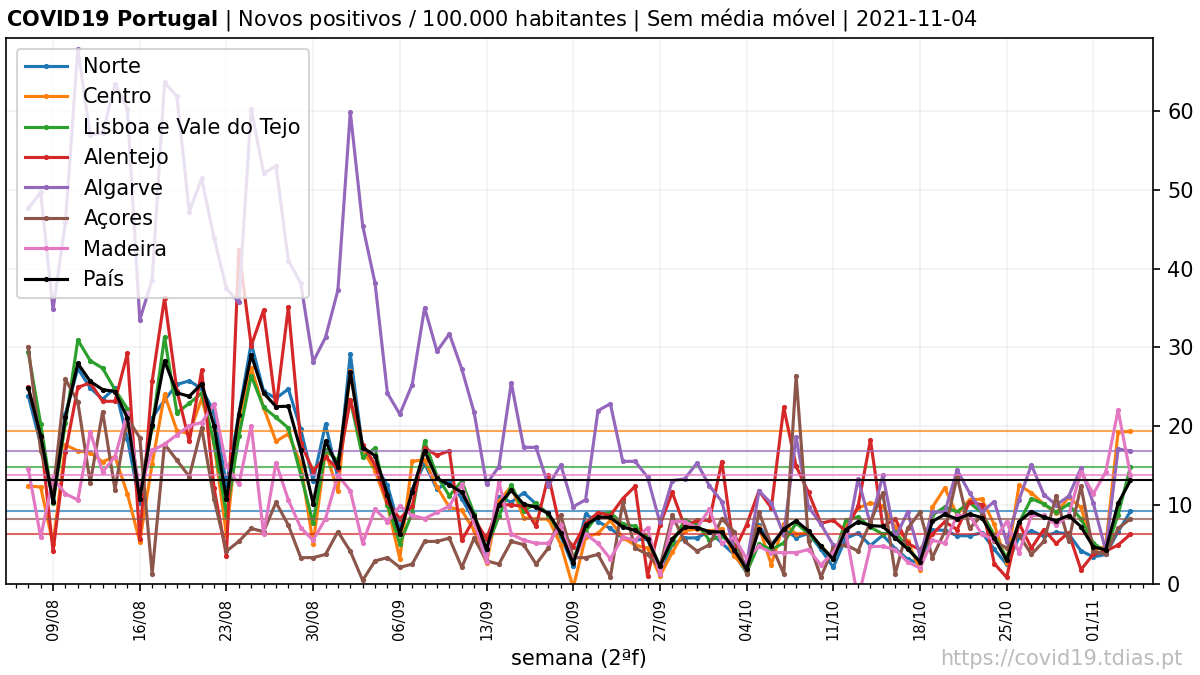 COVID19 Portugal | Novos positivos / 100.000 habitantes | Sem média móvel | 2021-11-04
Norte
Centro
Lisboa e Vale do Tejo
Alentejo
Algarve
Açores
Madeira
País
60
50
40
30
20
10
0
09/08
16/08
23/08
30/08
06/09
13/09
20/09
27/09
04/10
11/10
18/10
25/10
01/11
semana (2ªf)
https://covid19.tdias.pt